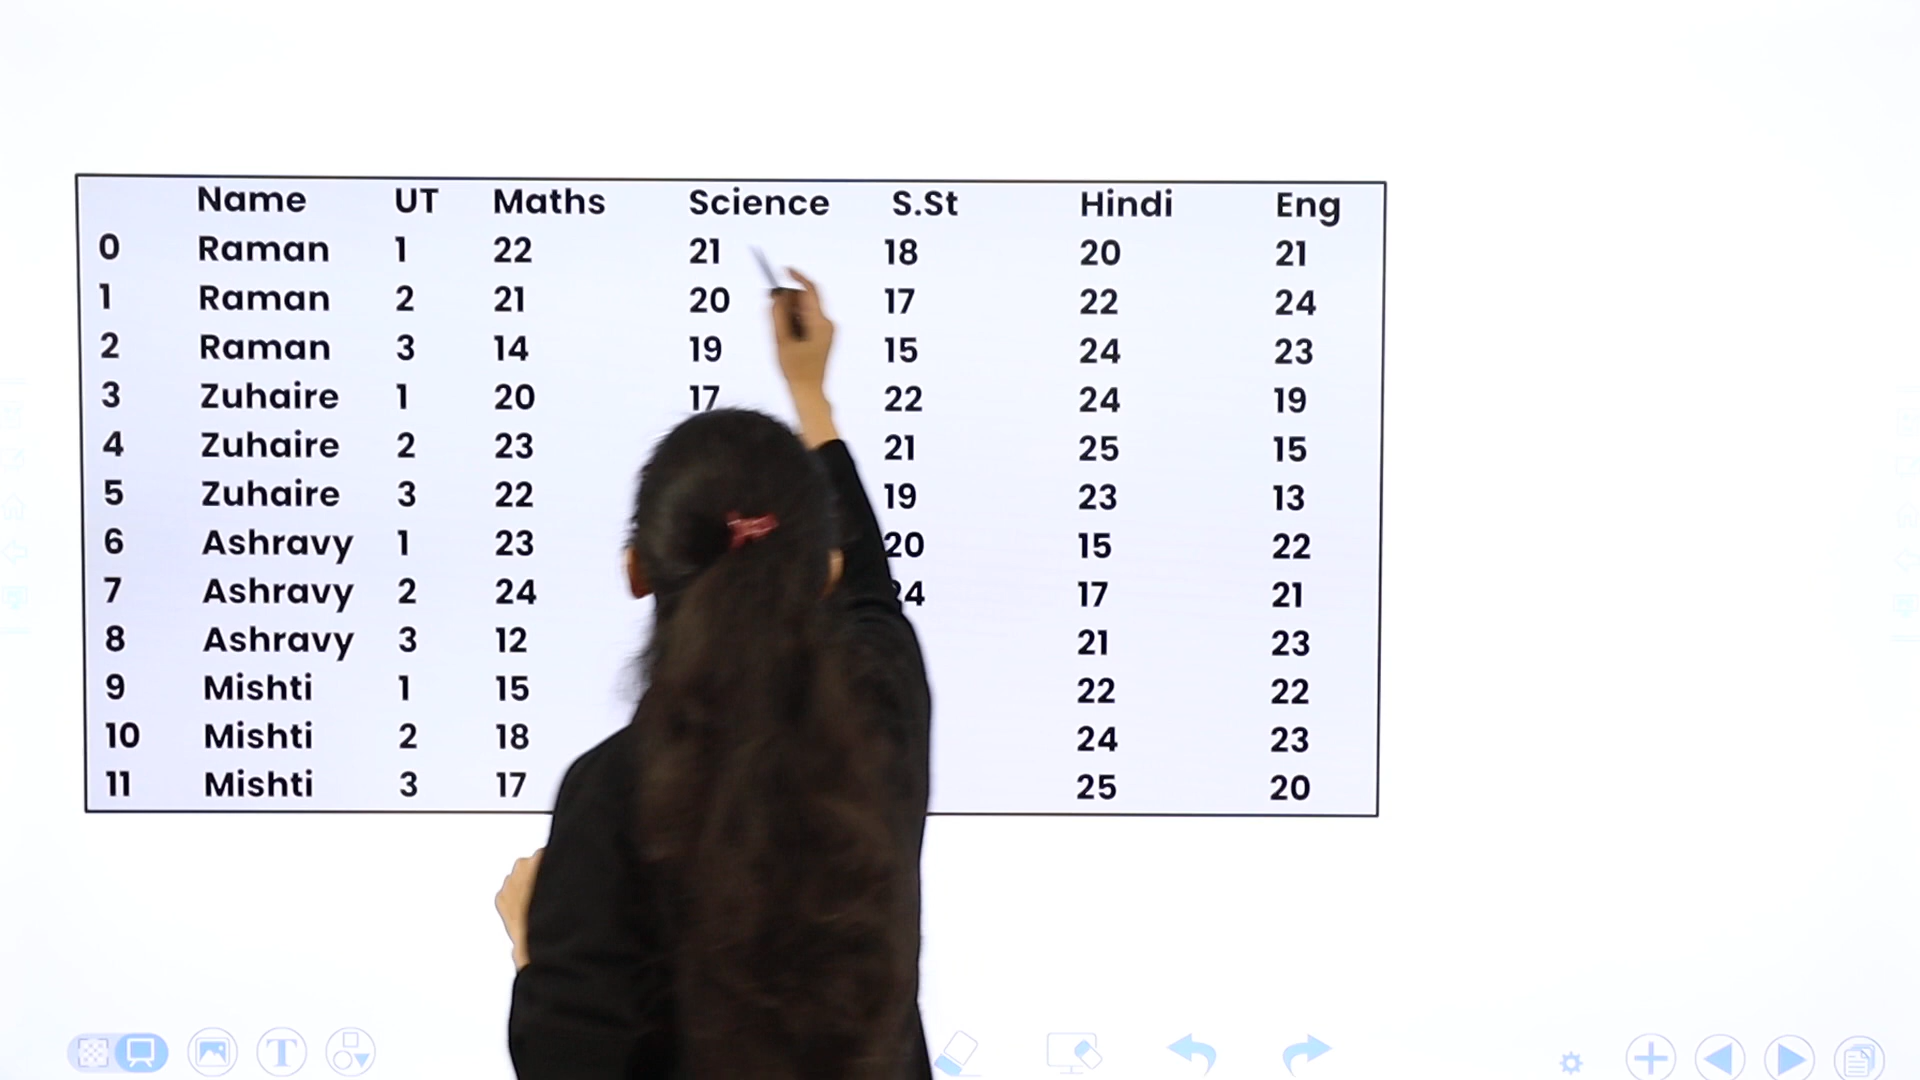 Name UT Maths Science S.St Hindi Eng
0 Raman 1 22 21 18 20 21
1 Raman 2 21 20 17 22 24
2 Raman 3 14 19 15 24 23
3 Zuhaire 1 20 17 22 24 19
4 Zuhaire 2 23 21 25 15
5 Zuhaire 3 22 19 23 13
6 Ashravy 1 23 20 15 22
7 Ashravy 2 24 17 21
8 Ashravy 3 12 21 23
9 Mishti 1 15 22 22
10 Mishti 2 18 24 23
11 Mishti 3 17 25 20
T